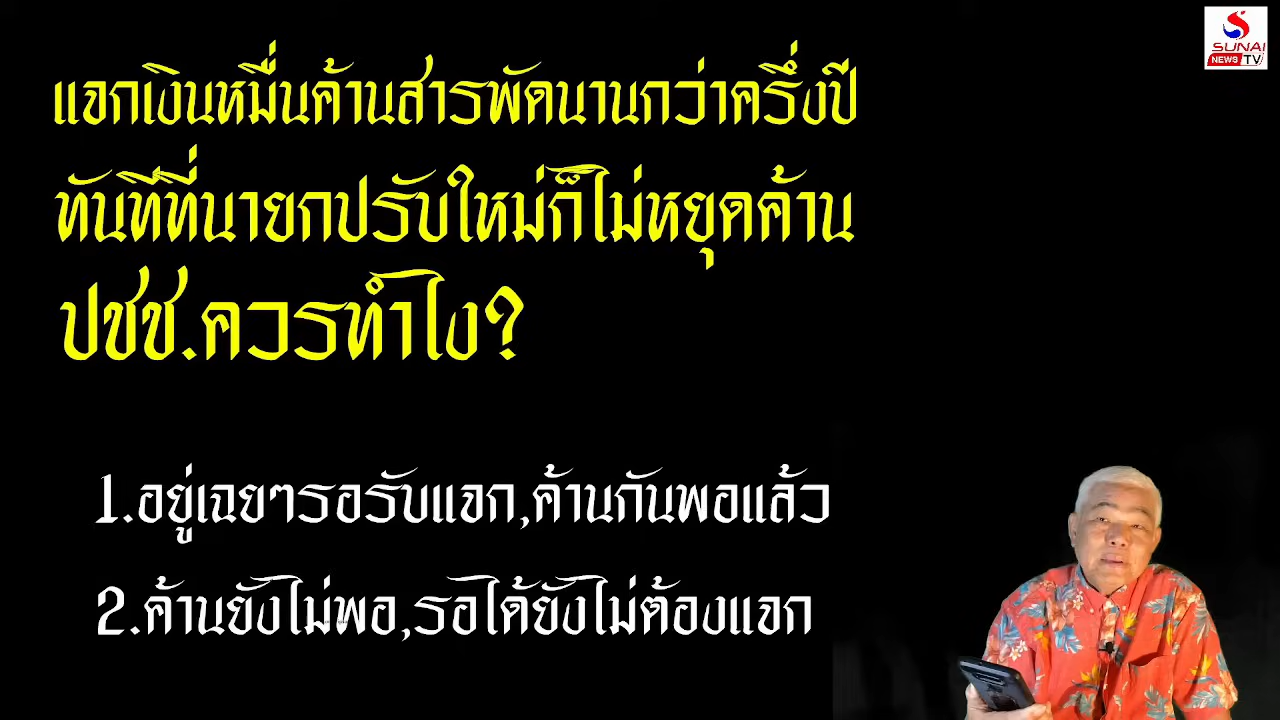 แจกเงินหมื่นค้านสารพัดนานกว่าครึ่งปี
ทันทีที่นายกปรับใหม่ก็ไม่หยุดค้าน
ปชช.ควรทำไง?
1.อยู่เฉยๆรอรับแจก,ค้านกันพอแล้ว
2.ค้านยังไม่พอ,รอได้ยังไม่ต้องแจก
SUNAI
NEWS TV